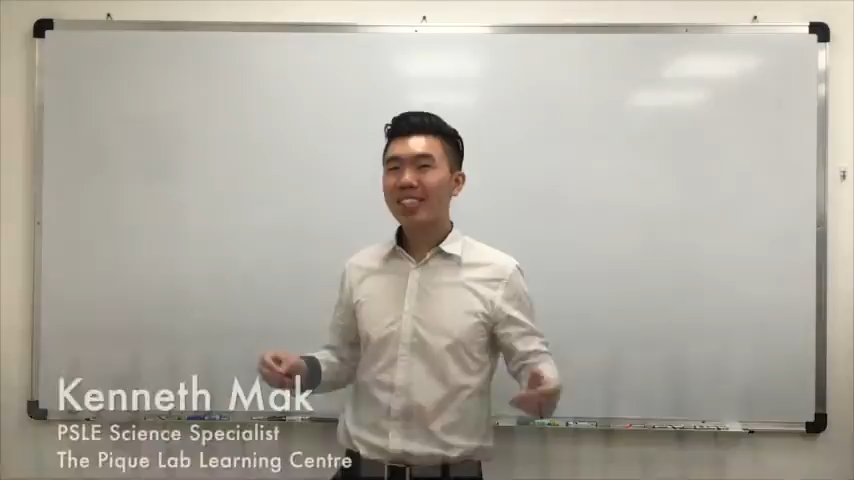 Kenneth Mak
PSLE Science Specialist
The Pique Lab Learning Centre